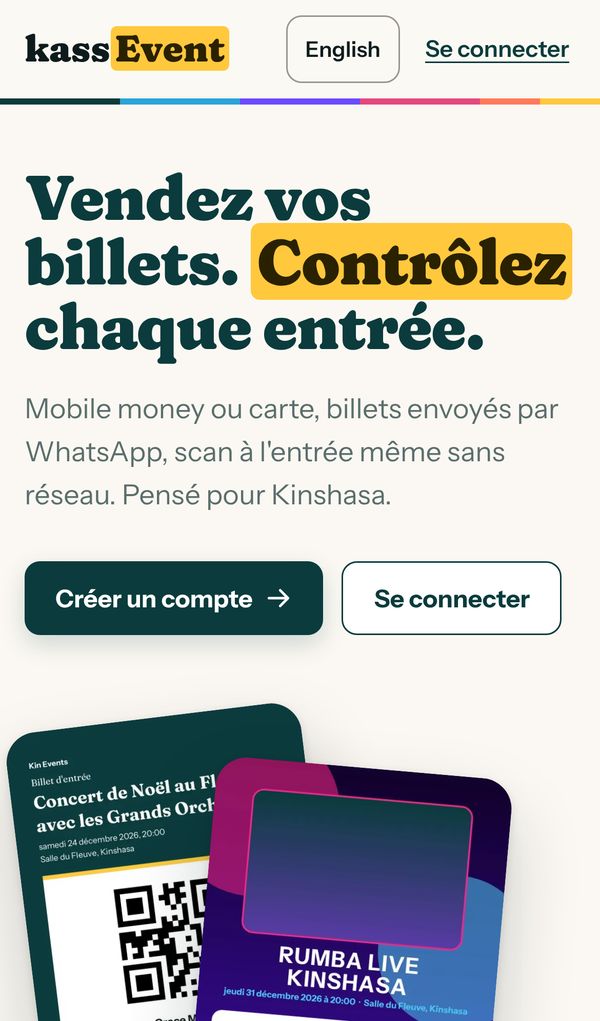 kass Event
English
Se connecter
Vendez vos
billets. Contrôlez
chaque entrée.
Mobile money ou carte, billets envoyés par
WhatsApp, scan à l'entrée même sans
réseau. Pensé pour Kinshasa.
Créer un compte →
Se connecter
Kin Events
Billet d'entrée
Concert de Noël au
avec les Grands
samedi 24 décembre 2026, 20:00
Salle du Fleuve, Kinshasa
RUMBA LIVE
KINSHASA
jeudi 31 décembre 2026 à 20:00 · Salle du Fleuve, Kinshasa